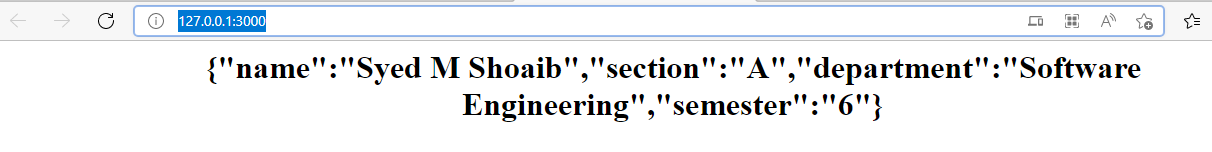 127.0.0.1:3000
{"name":"Syed M Shoaib","section":"A","department":"Software
Engineering","semester":"6"}